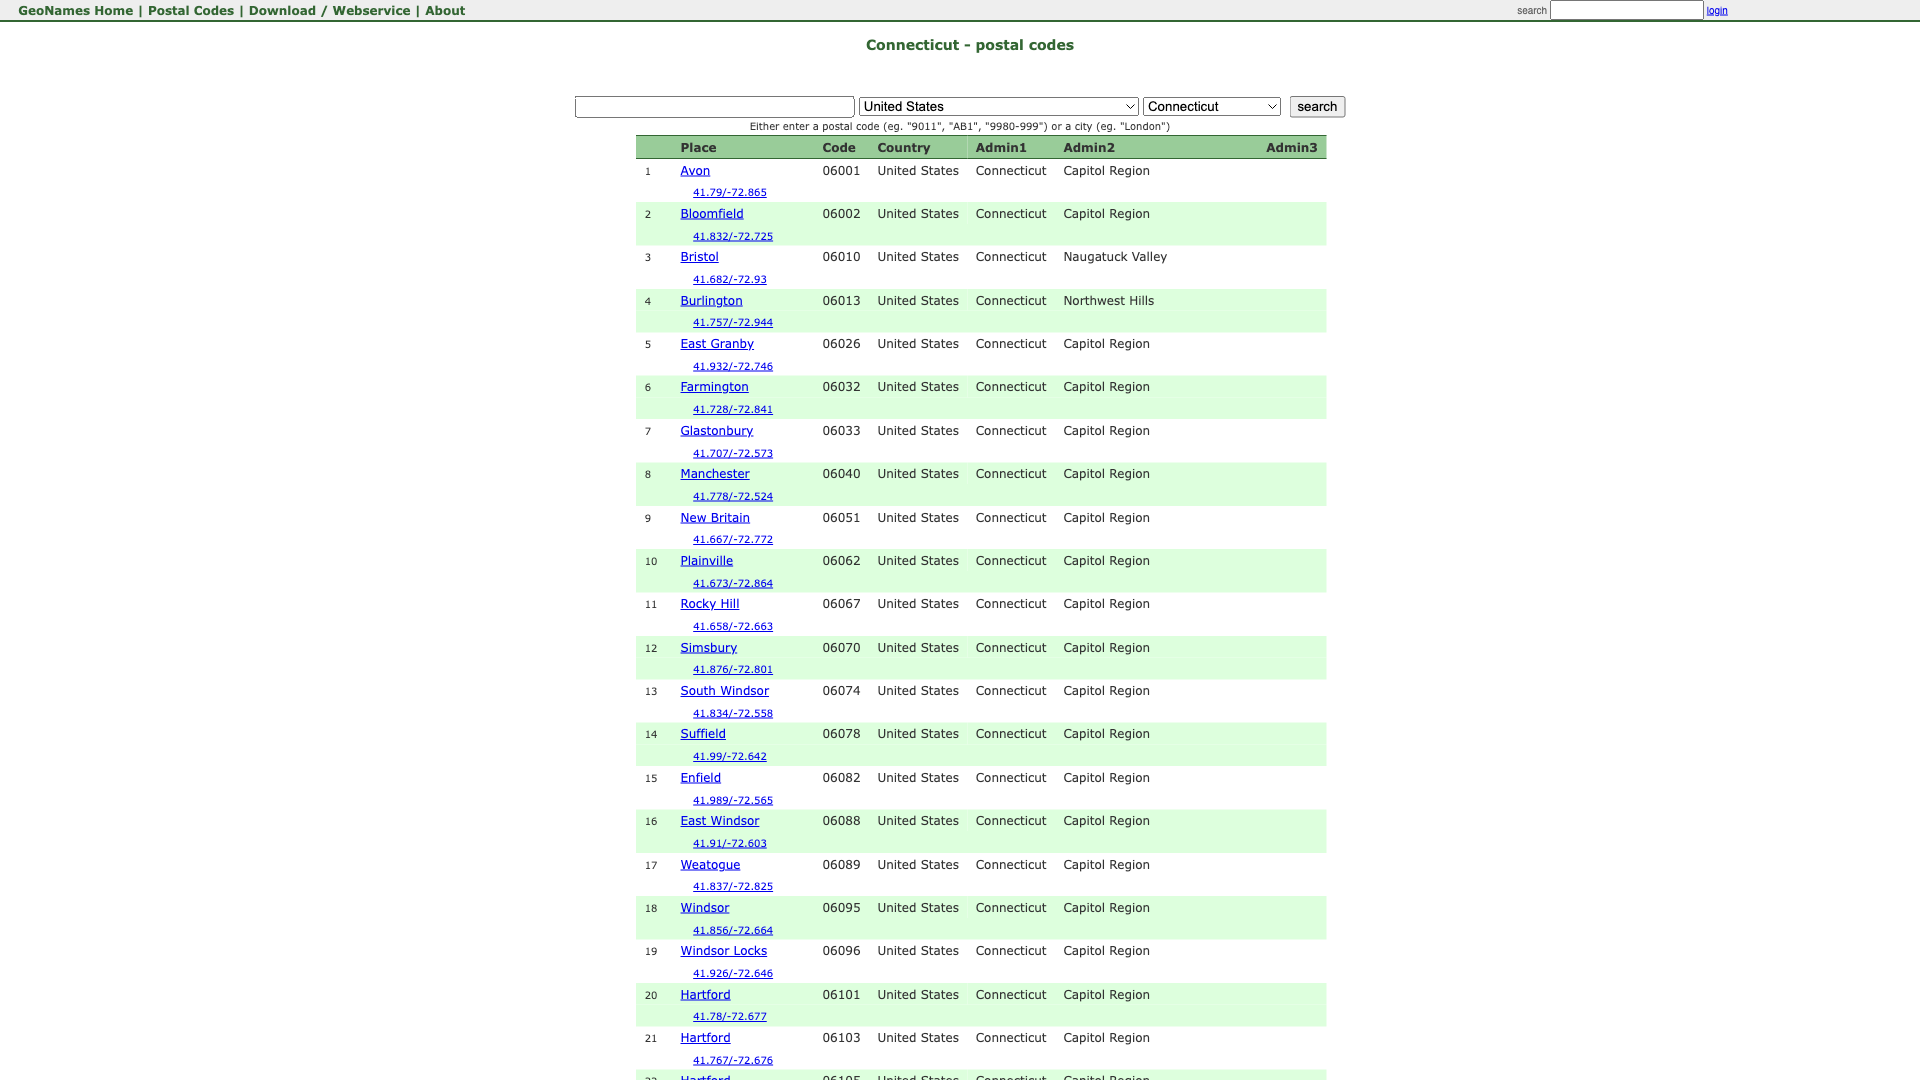 GeoNames Home | Postal Codes | Download / Webservice | About search login
Connecticut - postal codes
United States Connecticut search
Either enter a postal code (eg. "9011", "AB1", "9980-999") or a city (eg. "London")
Place Code Country Admin1 Admin2 Admin3
1 Avon 06001 United States Connecticut Capitol Region
41.79/-72.865
2 Bloomfield 06002 United States Connecticut Capitol Region
41.832/-72.725
3 Bristol 06010 United States Connecticut Naugatuck Valley
41.682/-72.93
4 Burlington 06013 United States Connecticut Northwest Hills
41.757/-72.944
5 East Granby 06026 United States Connecticut Capitol Region
41.932/-72.746
6 Farmington 06032 United States Connecticut Capitol Region
41.728/-72.841
7 Glastonbury 06033 United States Connecticut Capitol Region
41.707/-72.573
8 Manchester 06040 United States Connecticut Capitol Region
41.778/-72.524
9 New Britain 06051 United States Connecticut Capitol Region
41.667/-72.772
10 Plainville 06062 United States Connecticut Capitol Region
41.673/-72.864
11 Rocky Hill 06067 United States Connecticut Capitol Region
41.658/-72.663
12 Simsbury 06070 United States Connecticut Capitol Region
41.876/-72.801
13 South Windsor 06074 United States Connecticut Capitol Region
41.834/-72.558
14 Suffield 06078 United States Connecticut Capitol Region
41.99/-72.642
15 Enfield 06082 United States Connecticut Capitol Region
41.989/-72.565
16 East Windsor 06088 United States Connecticut Capitol Region
41.91/-72.603
17 Weatogue 06089 United States Connecticut Capitol Region
41.837/-72.825
18 Windsor 06095 United States Connecticut Capitol Region
41.856/-72.664
19 Windsor Locks 06096 United States Connecticut Capitol Region
41.926/-72.646
20 Hartford 06101 United States Connecticut Capitol Region
41.78/-72.677
21 Hartford 06103 United States Connecticut Capitol Region
41.767/-72.676
22 Hartford 06105 United States Connecticut Capitol Region